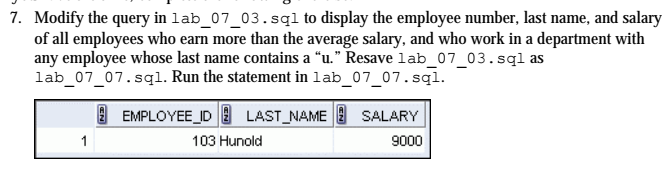 7. Modify the query in lab_07_03.sql to display the employee number, last name, and salary
of all employees who earn more than the average salary, and who work in a department with
any employee whose last name contains a “u.” Resave lab_07_03.sql as
lab_07_07.sql. Run the statement in lab_07_07.sql.
EMPLOYEE_ID LAST_NAME SALARY
1 103 Hunold 9000